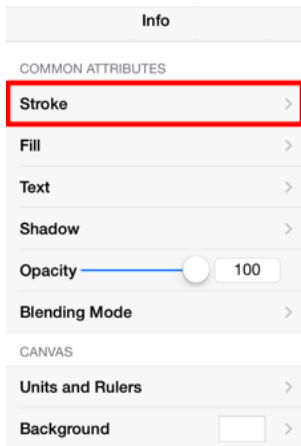 Info
COMMON ATTRIBUTES
Stroke
Fill
Text
Shadow
Opacity 100
Blending Mode
CANVAS
Units and Rulers
Background